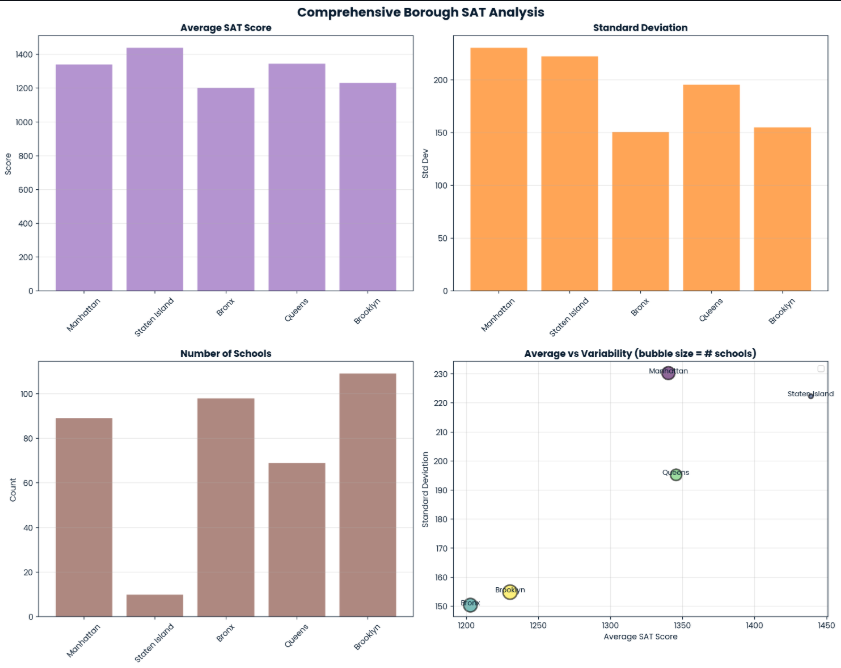 Comprehensive Borough SAT Analysis
Average SAT Score
Score
1400
1200
1000
800
600
400
200
0
Manhattan
Staten Island
Bronx
Queens
Brooklyn
Standard Deviation
Std Dev
200
150
100
50
0
Manhattan
Staten Island
Bronx
Queens
Brooklyn
Number of Schools
Count
100
80
60
40
20
0
Manhattan
Staten Island
Bronx
Queens
Brooklyn
Average vs Variability (bubble size = # schools)
Standard Deviation
230
220
210
200
190
180
170
160
150
Manhattan
Staten Island
Queens
Brooklyn
Bronx
1200
1250
1300
1350
1400
1450
Average SAT Score